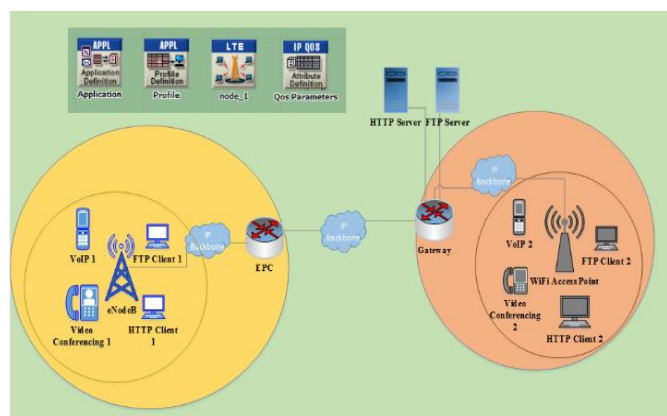 APPL
Application
Definition
Application
APPL
Profile
Definition
Profile
LTE
node_1
IP QOS
Attribute
Definition
Qos Parameters
HTTP Server
FTP Server
IP
Backbone
VoIP 1
FTP Client 1
eNodeB
Video
Conferencing 1
HTTP Client
1
IP
Backbone
EPC
IP
Backbone
Gateway
VoIP 2
FTP Client 2
WiFi Access Point
Video
Conferencing
2
HTTP Client 2